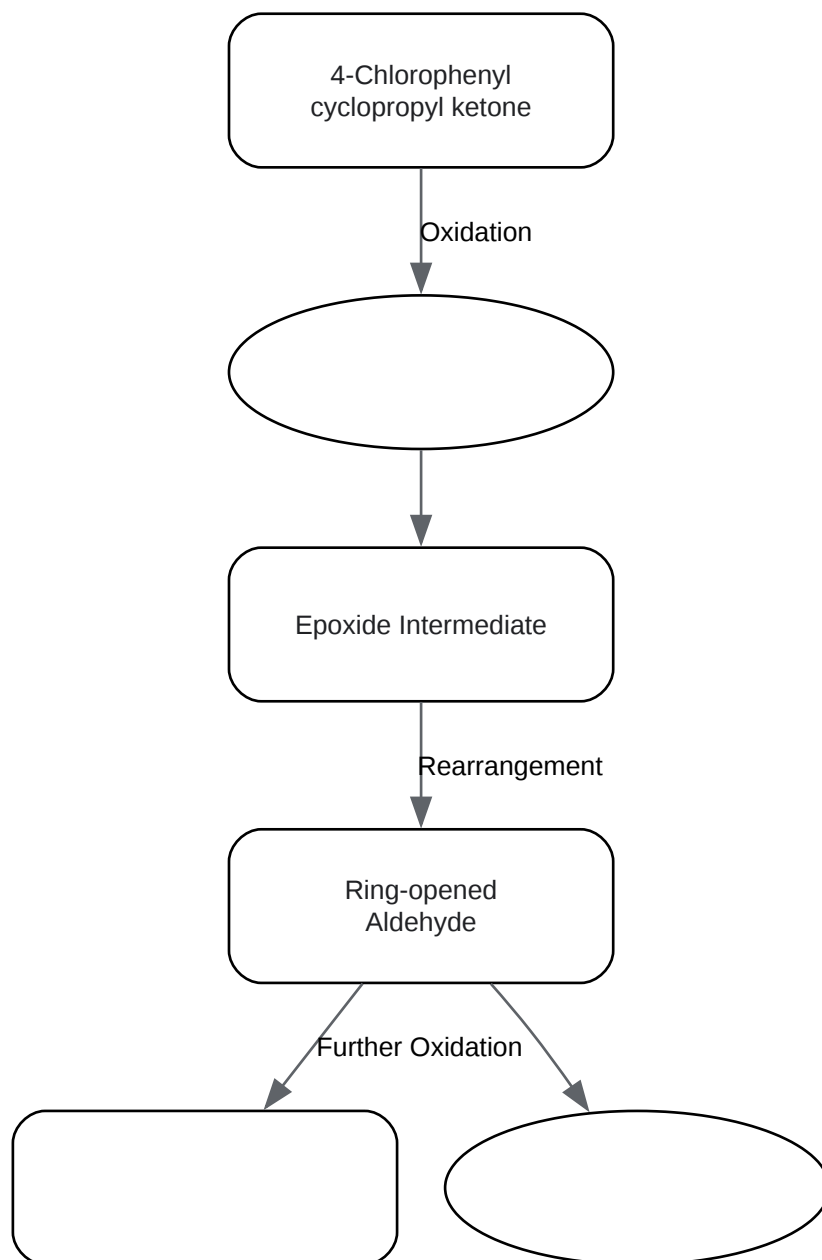 4-Chlorophenyl
cyclopropyl ketone
Oxidation
Epoxide Intermediate
Rearrangement
Ring-opened
Aldehyde
Further Oxidation